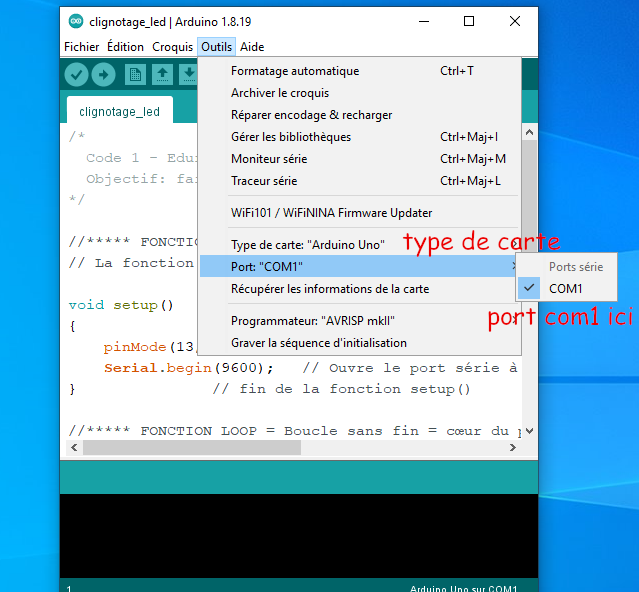 clignotage_led | Arduino 1.8.19
Fichier Édition Croquis Outils Aide
clignotage_led
Formatage automatique Ctrl+T
Archiver le croquis
Réparer encodage & recharger
Gérer les bibliothèques Ctrl+Maj+I
Moniteur série Ctrl+Maj+M
Traceur série Ctrl+Maj+L
WiFi101 / WiFiNINA Firmware Updater
Type de carte: "Arduino Uno"
type de carte
Port: "COM1"
Ports série
COM1
Récupérer les informations de la carte
port com1 ici
Programmateur: "AVRISP mkII"
Graver la séquence d'initialisation
/*
Code 1 - Edu
Objectif: fa
*/
//***** FONCTIO
// La fonction
void setup()
{
pinMode(13,
Serial.begin(9600); // Ouvre le port série à
} // fin de la fonction setup()
//***** FONCTION LOOP = Boucle sans fin = cœur du p
1 Arduino Uno sur COM1